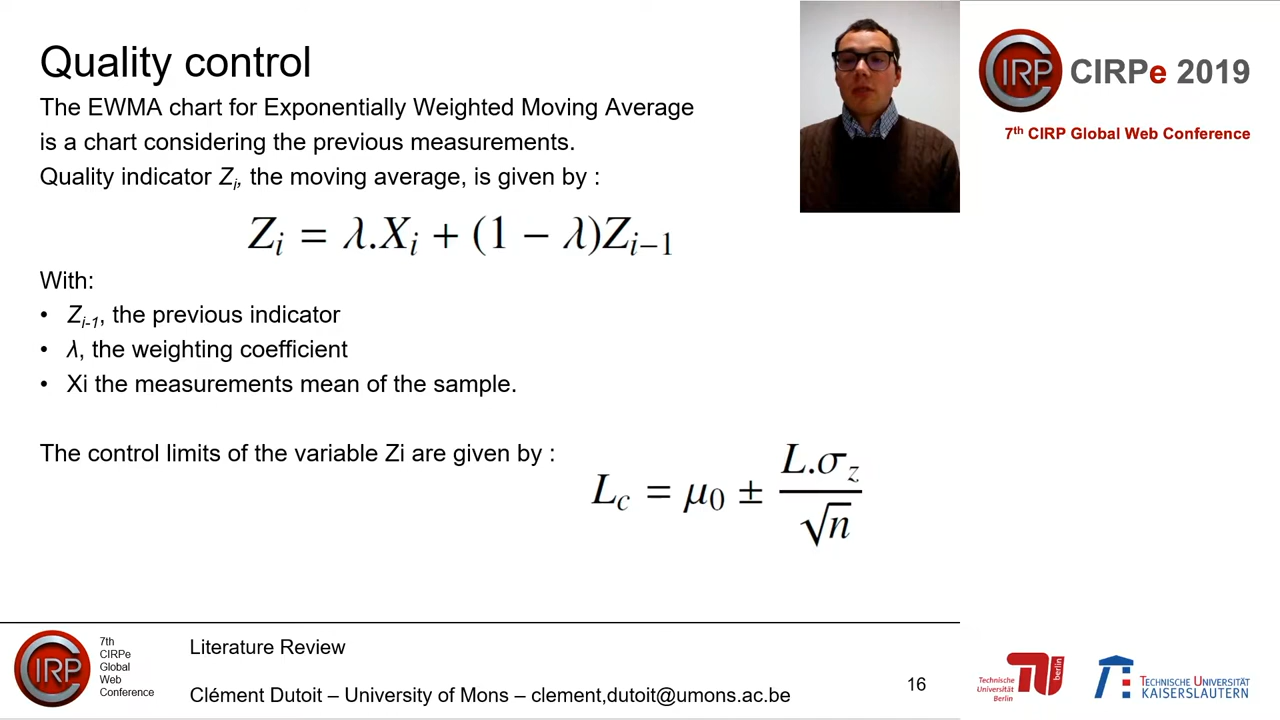 Quality control
The EWMA chart for Exponentially Weighted Moving Average
is a chart considering the previous measurements.
Quality indicator Zi, the moving average, is given by :
Zi = λ.Xi + (1 − λ)Zi−1
With:
• Zi-1, the previous indicator
• λ, the weighting coefficient
• Xi the measurements mean of the sample.
The control limits of the variable Zi are given by :
Lc = μ0 ± L.σz / √n
CIRP CIRPe 2019
7th CIRP Global Web Conference
CIRP
7th
CIRPe
Global
Web
Conference
Literature Review
Clément Dutoit – University of Mons – clement,dutoit@umons.ac.be
16
Technische
Universität
Berlin
berlin
TECHNISCHE UNIVERSITÄT
KAISERSLAUTERN